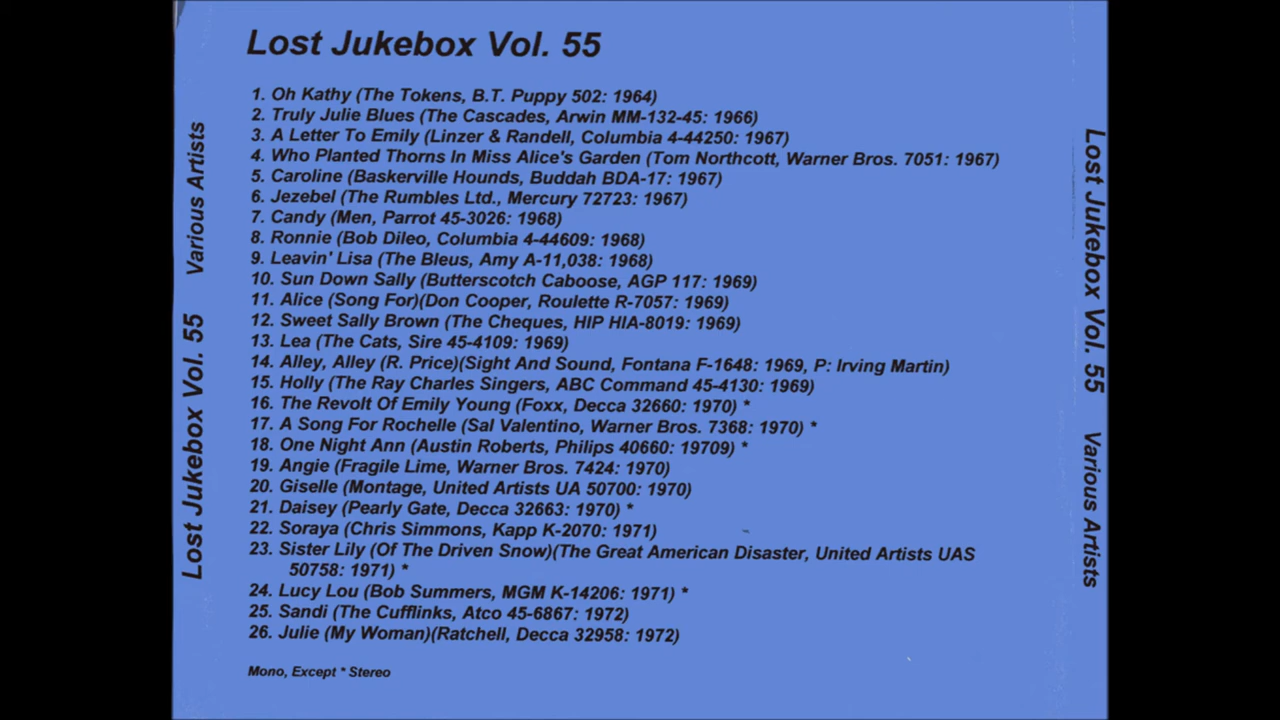 Lost Jukebox Vol. 55
1. Oh Kathy (The Tokens, B.T. Puppy 502: 1964)
2. Truly Julie Blues (The Cascades, Arwin MM-132-45: 1966)
3. A Letter To Emily (Linzer & Randell, Columbia 4-44250: 1967)
4. Who Planted Thorns In Miss Alice's Garden (Tom Northcott, Warner Bros. 7051: 1967)
5. Caroline (Baskerville Hounds, Buddah BDA-17: 1967)
6. Jezebel (The Rumbles Ltd., Mercury 72723: 1967)
7. Candy (Men, Parrot 45-3026: 1968)
8. Ronnie (Bob Dileo, Columbia 4-44609: 1968)
9. Leavin' Lisa (The Bleus, Amy A-11,038: 1968)
10. Sun Down Sally (Butterscotch Caboose, AGP 117: 1969)
11. Alice (Song For)(Don Cooper, Roulette R-7057: 1969)
12. Sweet Sally Brown (The Cheques, HIP HIA-8019: 1969)
13. Lea (The Cats, Sire 45-4109: 1969)
14. Alley, Alley (R. Price)(Sight And Sound, Fontana F-1648: 1969, P: Irving Martin)
15. Holly (The Ray Charles Singers, ABC Command 45-4130: 1969)
16. The Revolt Of Emily Young (Foxx, Decca 32660: 1970) *
17. A Song For Rochelle (Sal Valentino, Warner Bros. 7368: 1970) *
18. One Night Ann (Austin Roberts, Philips 40660: 19709) *
19. Angie (Fragile Lime, Warner Bros. 7424: 1970)
20. Giselle (Montage, United Artists UA 50700: 1970)
21. Daisey (Pearly Gate, Decca 32663: 1970) *
22. Soraya (Chris Simmons, Kapp K-2070: 1971)
23. Sister Lily (Of The Driven Snow)(The Great American Disaster, United Artists UAS
50758: 1971) *
24. Lucy Lou (Bob Summers, MGM K-14206: 1971) *
25. Sandi (The Cufflinks, Atco 45-6867: 1972)
26. Julie (My Woman)(Ratchell, Decca 32958: 1972)
Mono, Except * Stereo
Lost Jukebox Vol. 55 Various Artists
Lost Jukebox Vol. 55 Various Artists